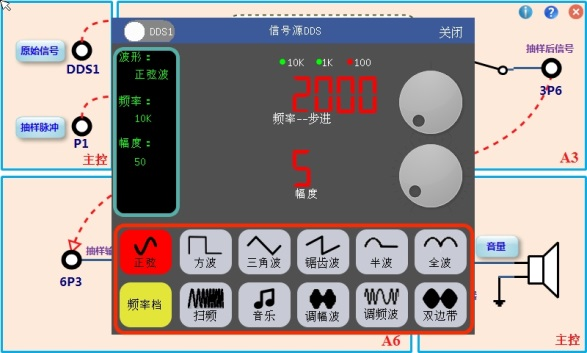 DDS1
信号源DDS
关闭
原始信号
DDS1
抽样脉冲
P1
主控
波形：
正弦波
频率：
10K
幅度：
50
10K
1K
100
2000
频率--步进
5
幅度
抽样后信号
3P6
A3
正弦
方波
三角波
锯齿波
半波
全波
频率档
扫频
音乐
调幅波
调频波
双边带
抽样输
6P3
A6
音量
主控